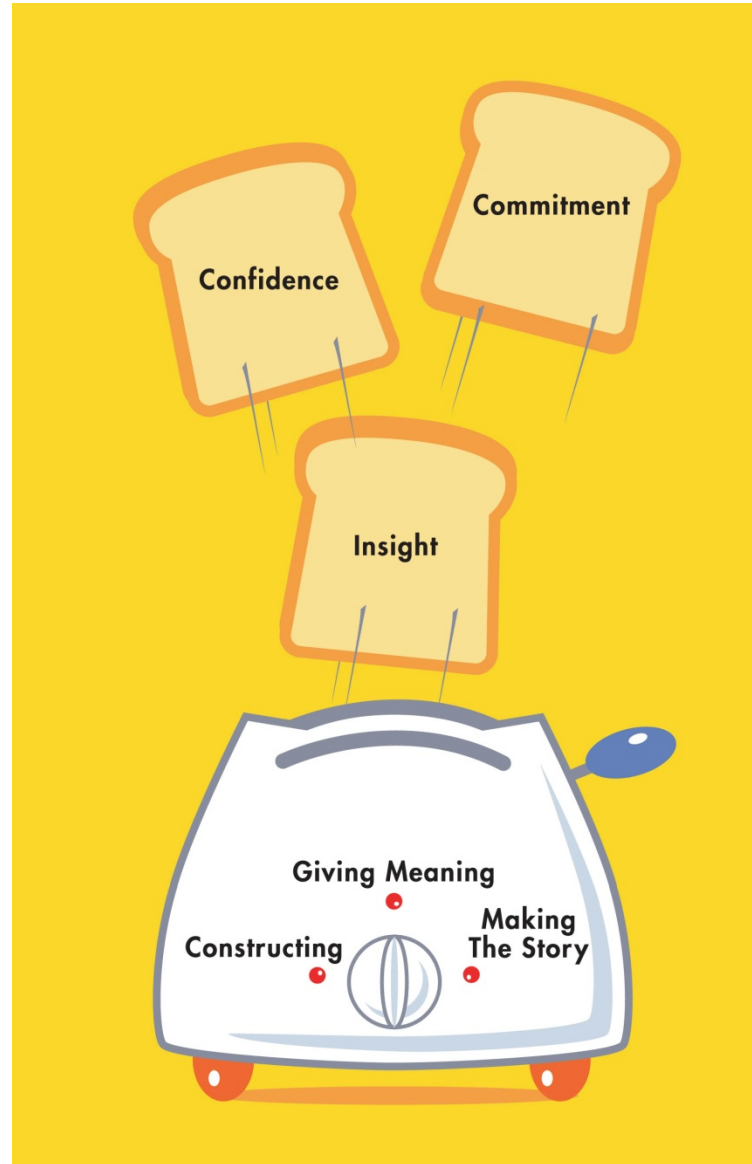 Commitment
Confidence
Insight
Giving Meaning
Constructing
Making
The Story